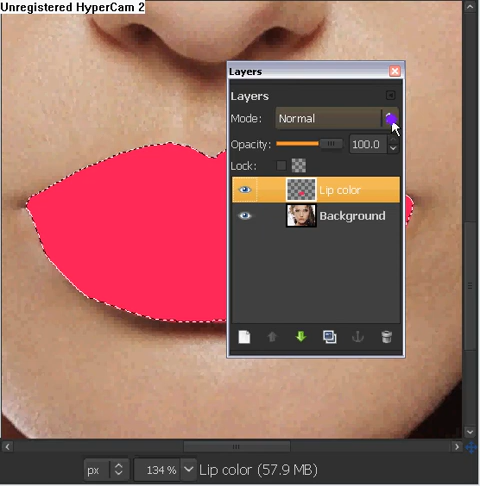 Unregistered HyperCam 2
Layers
Layers
Mode: Normal
Opacity: 100.0
Lock:
Lip color
Background
px 134 % Lip color (57.9 MB)